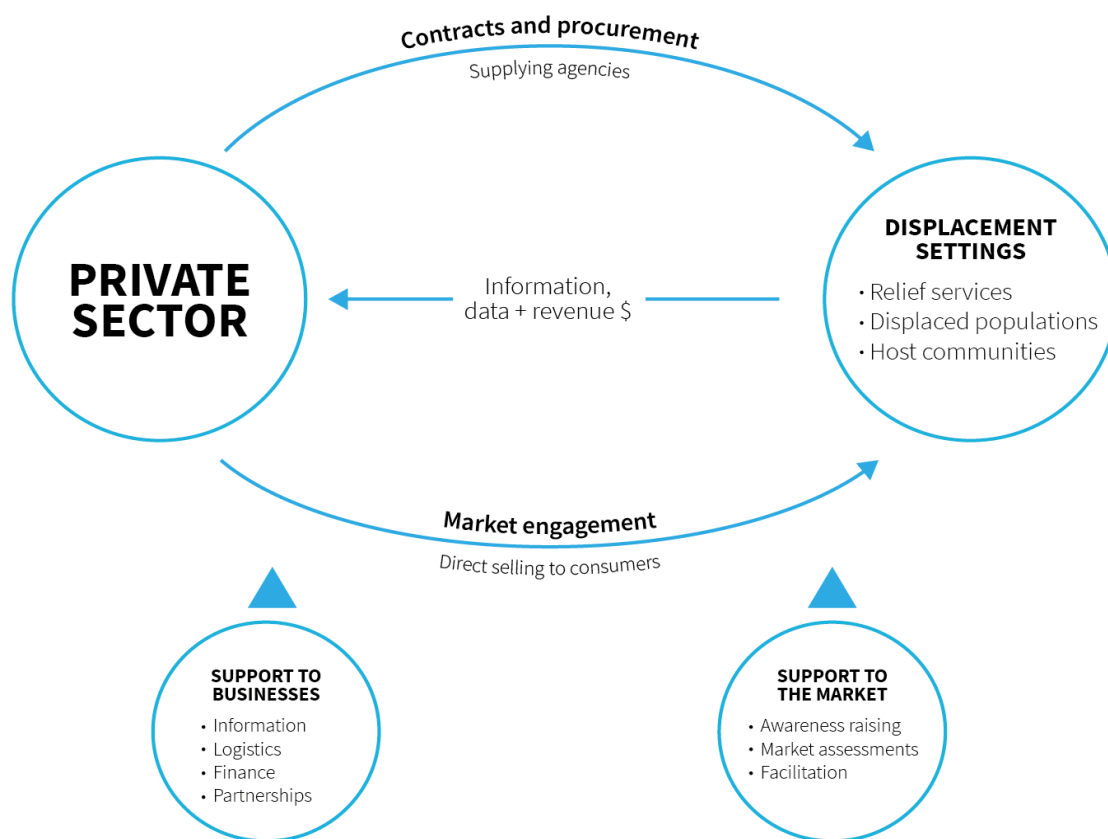 Contracts and procurement
Supplying agencies
PRIVATE
SECTOR
Information,
data + revenue $
DISPLACEMENT
SETTINGS
· Relief services
· Displaced populations
· Host communities
Market engagement
Direct selling to consumers
SUPPORT TO
BUSINESSES
· Information
· Logistics
· Finance
· Partnerships
SUPPORT TO
THE MARKET
· Awareness raising
· Market assessments
· Facilitation